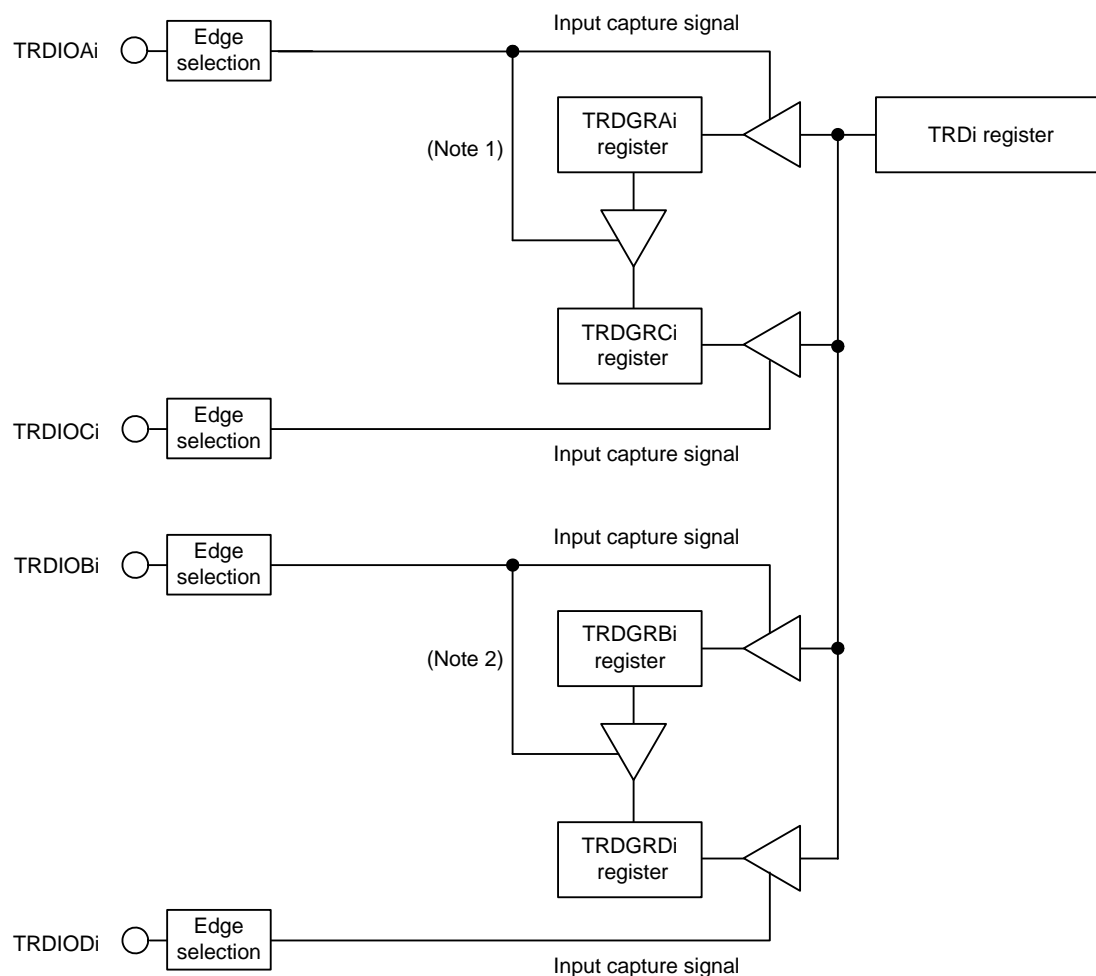 Input capture signal
TRDIOAi
Edge
selection
TRDGRAi
register
TRDi register
(Note 1)
TRDGRCi
register
TRDIOCi
Edge
selection
Input capture signal
TRDIOBi
Edge
selection
Input capture signal
TRDGRBi
register
(Note 2)
TRDGRDi
register
TRDIODi
Edge
selection
Input capture signal